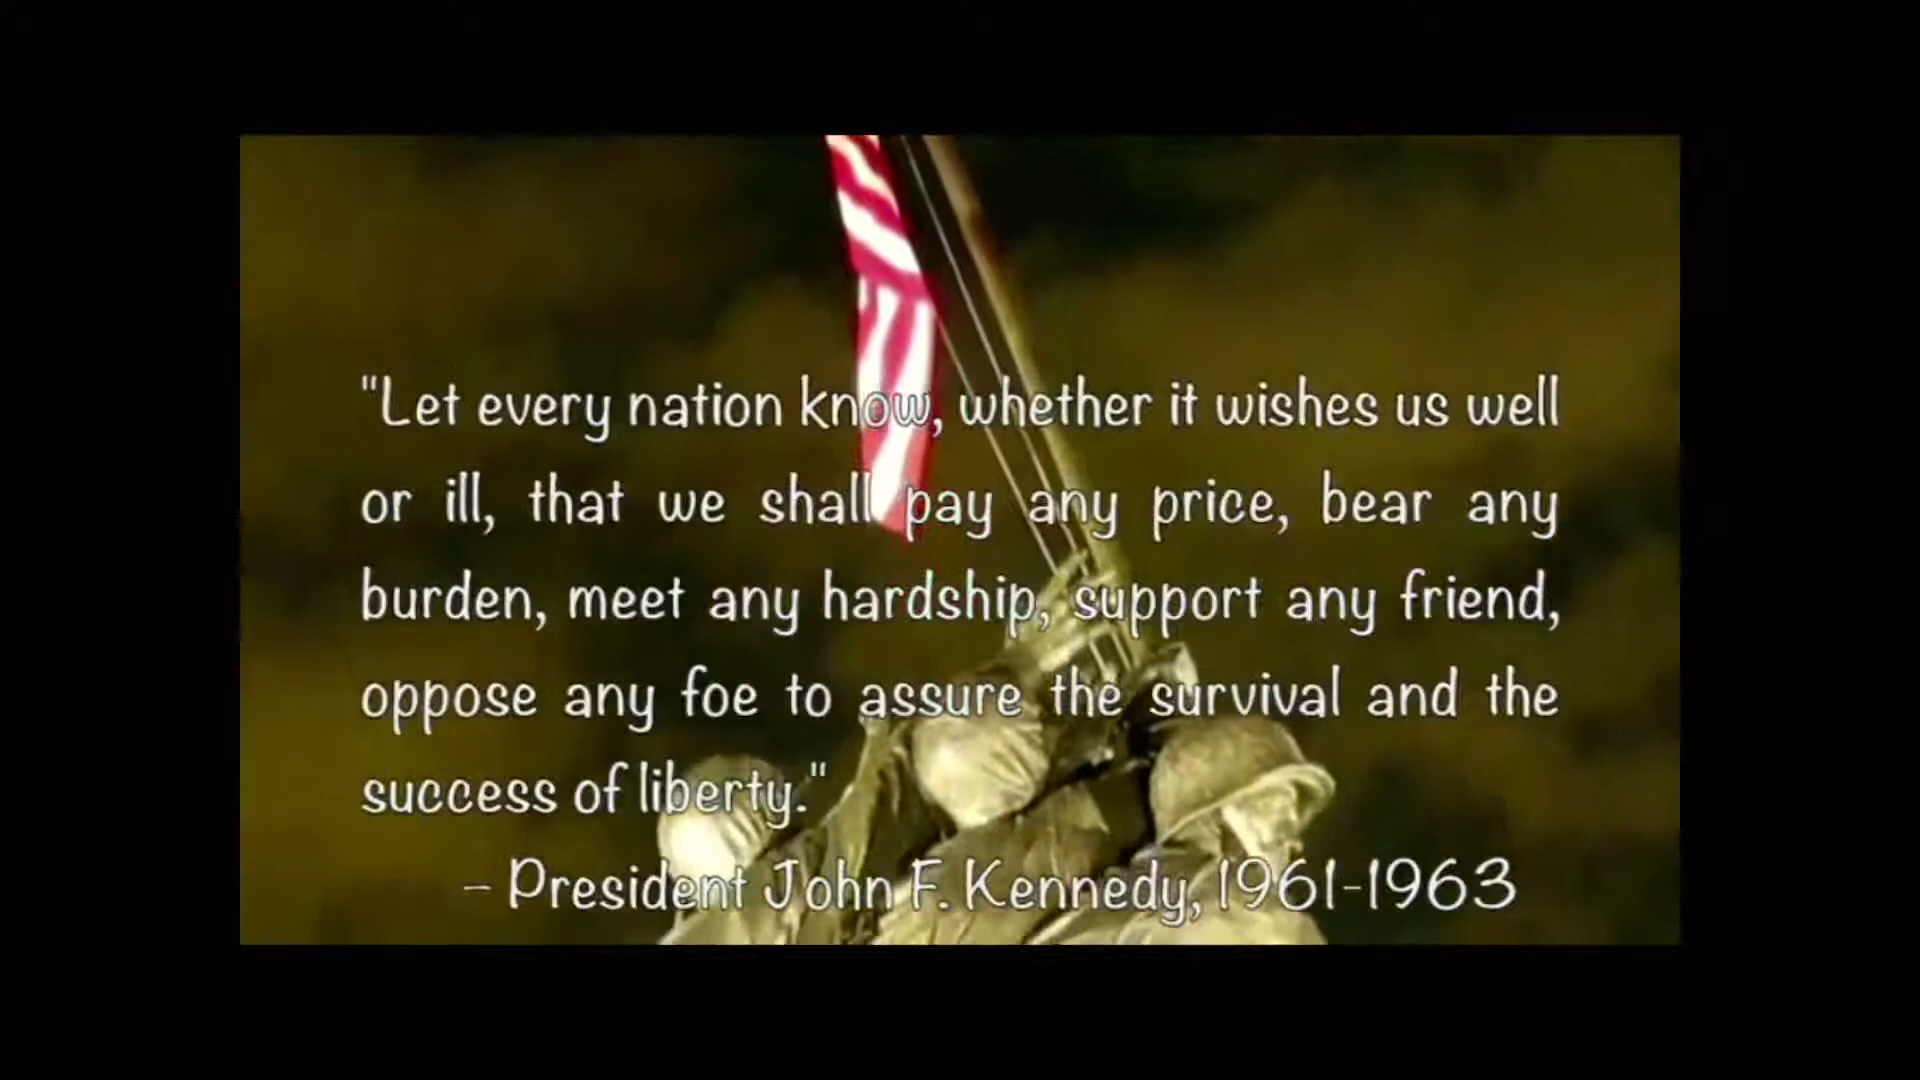 "Let every nation know, whether it wishes us well
or ill, that we shall pay any price, bear any
burden, meet any hardship, support any friend,
oppose any foe to assure the survival and the
success of liberty."
– President John F. Kennedy, 1961-1963